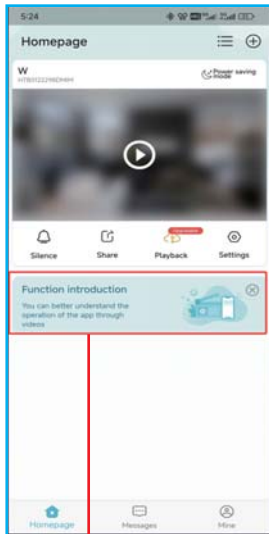 5:24
Homepage
W
Power saving
mode
Silence Share Playback Settings
Function introduction
You can better understand the
operation of the app through
videos
Homepage Messages Mine